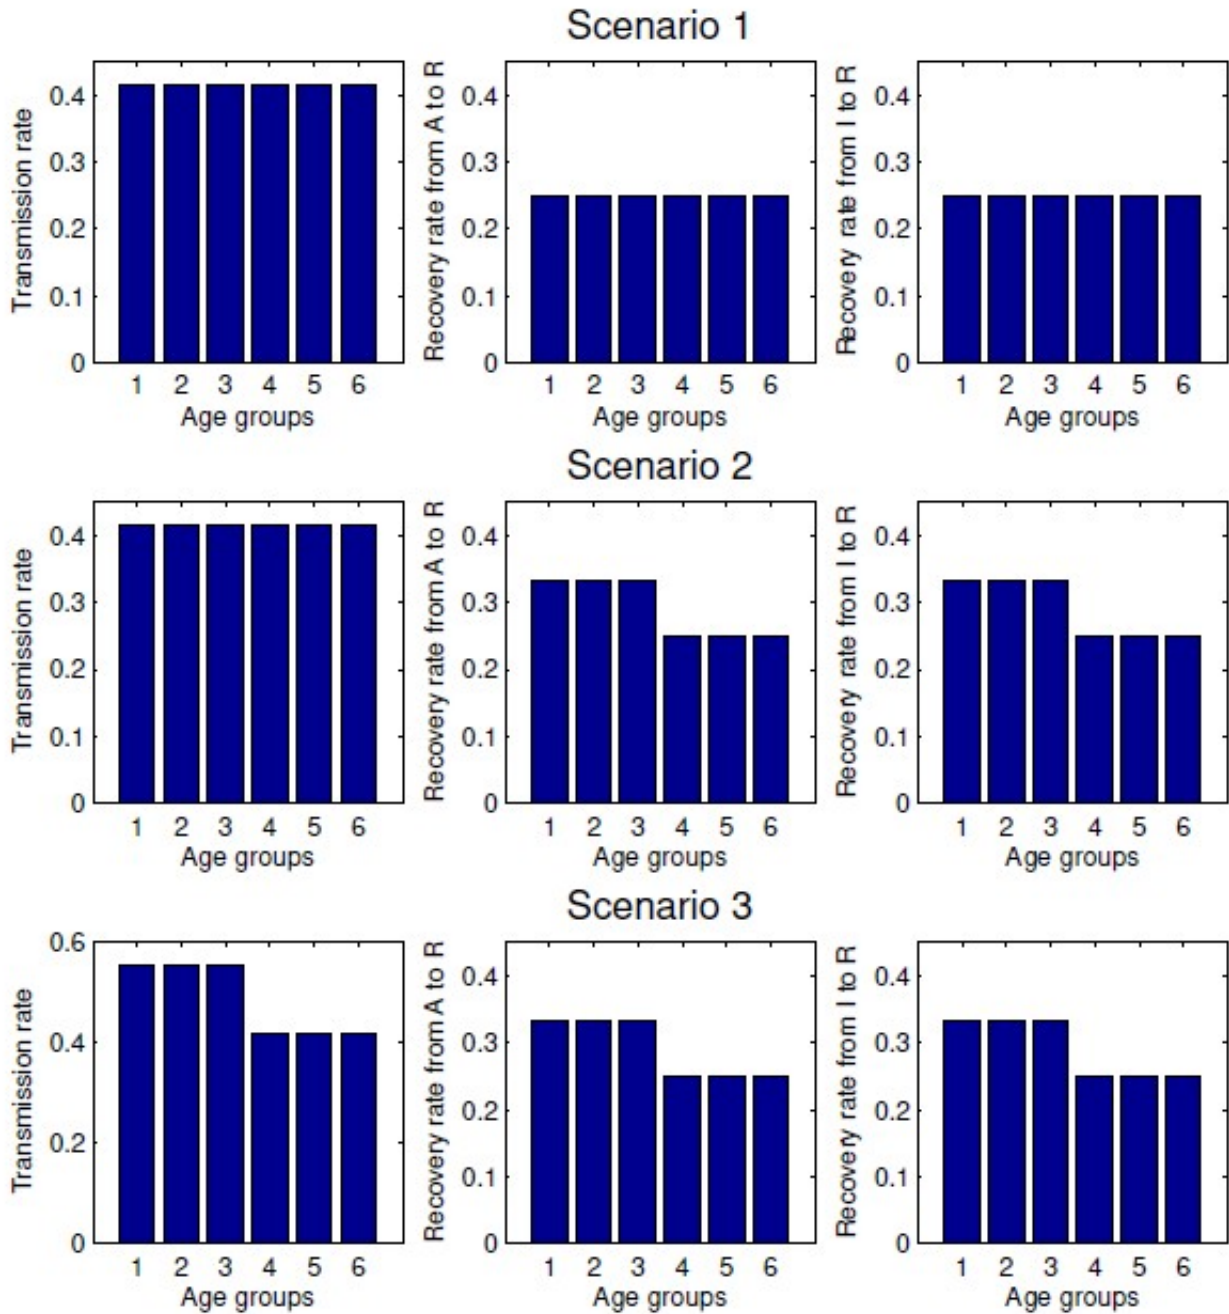 Scenario 1
Transmission rate
0.4
0.3
0.2
0.1
0
1 2 3 4 5 6
Age groups
Recovery rate from A to R
0.4
0.3
0.2
0.1
0
1 2 3 4 5 6
Age groups
Recovery rate from I to R
0.4
0.3
0.2
0.1
0
1 2 3 4 5 6
Age groups
Scenario 2
Transmission rate
0.4
0.3
0.2
0.1
0
1 2 3 4 5 6
Age groups
Recovery rate from A to R
0.4
0.3
0.2
0.1
0
1 2 3 4 5 6
Age groups
Recovery rate from I to R
0.4
0.3
0.2
0.1
0
1 2 3 4 5 6
Age groups
Scenario 3
Transmission rate
0.6
0.4
0.2
0
1 2 3 4 5 6
Age groups
Recovery rate from A to R
0.4
0.3
0.2
0.1
0
1 2 3 4 5 6
Age groups
Recovery rate from I to R
0.4
0.3
0.2
0.1
0
1 2 3 4 5 6
Age groups